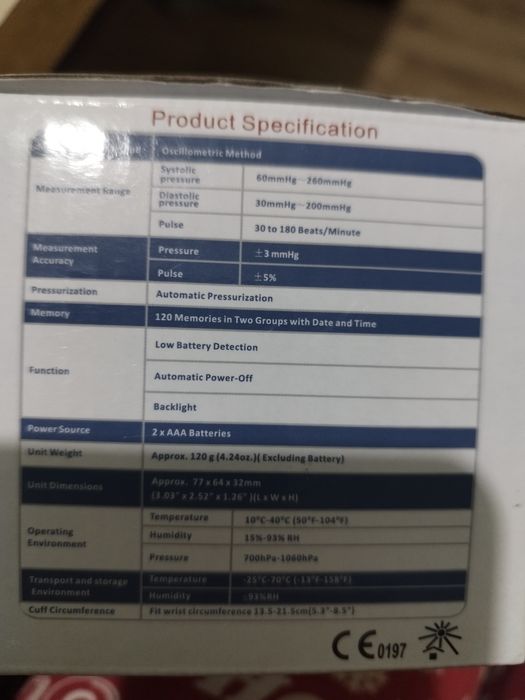 Product Specification
Oscillometric Method
Measurement Range
Systolic
pressure
60mmHg~260mmHg
Diastolic
pressure
30mmHg~200mmHg
Pulse
30 to 180 Beats/Minute
Measurement
Accuracy
Pressure
±3 mmHg
Pulse
±5%
Pressurization
Automatic Pressurization
Memory
120 Memories in Two Groups with Date and Time
Function
Low Battery Detection
Automatic Power-Off
Backlight
Power Source
2 x AAA Batteries
Unit Weight
Approx. 120 g (4.24oz.)( Excluding Battery)
Unit Dimensions
Approx. 77 x 64 x 32mm
(3.03" x 2.52" x 1.26" )(L x W x H)
Operating
Environment
Temperature
10°C-40°C (50°F-104°F)
Humidity
15%-93% RH
Pressure
700hPa-1060hPa
Transport and storage
Environment
Temperature
-25°C-70°C (-13°F-158°F)
Humidity
≤93%RH
Cuff Circumference
Fit wrist circumference 13.5-21.5cm(5.3"-8.5")
CE0197